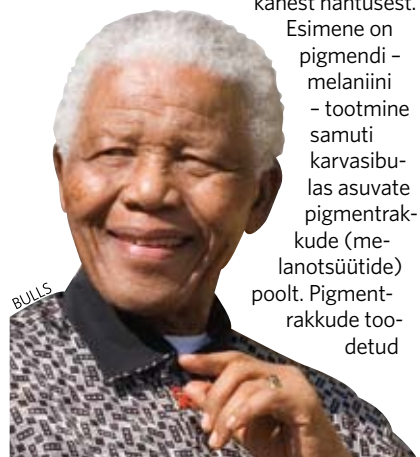 kahest nähtusest.
Esimene on
pigmendi –
melaniini
– tootmine
samuti
karvasibu-
las asuvate
pigmentrak-
kude (me-
lanotsüütide)
poolt. Pigment-
rakkude too-
detud
BULLS